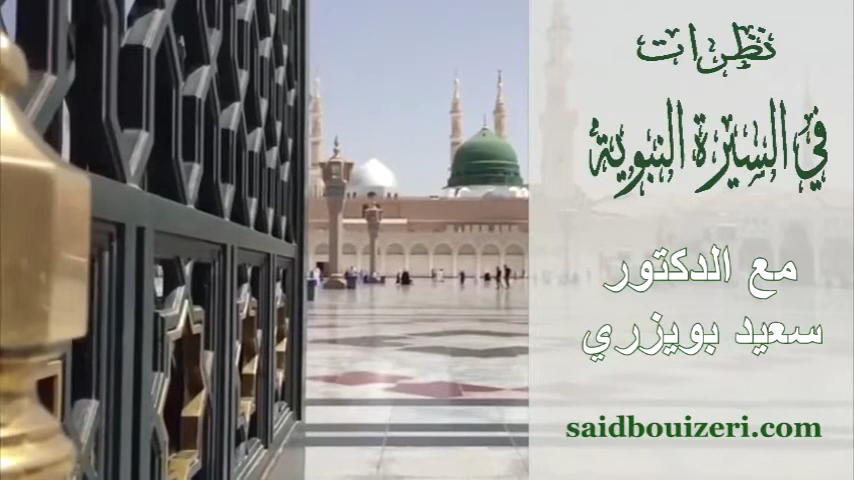 نظرات
في السيرة النبوية
مع الدكتور
سعيد بويزري
saidbouizeri.com